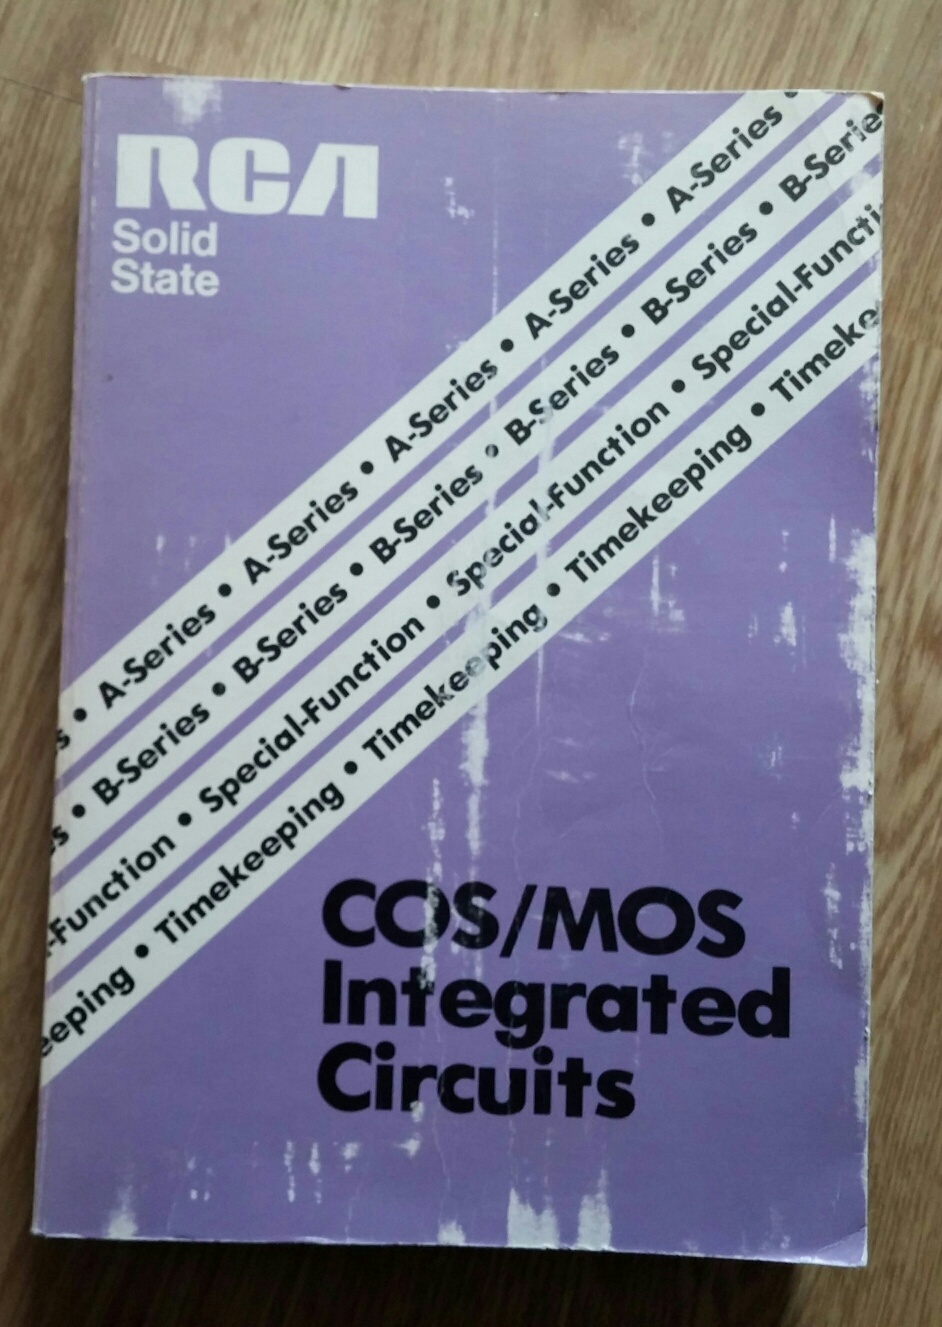 RCA
Solid
State
s • A-Series • A-Series • A-Series • A-Series • A-Series •
s • B-Series • B-Series • B-Series • B-Series • B-Series • B-Serie
-Function • Special-Function • Special-Function • Special-Functi
eeping • Timekeeping • Timekeeping • Timekeeping • Timeke
COS/MOS
Integrated
Circuits